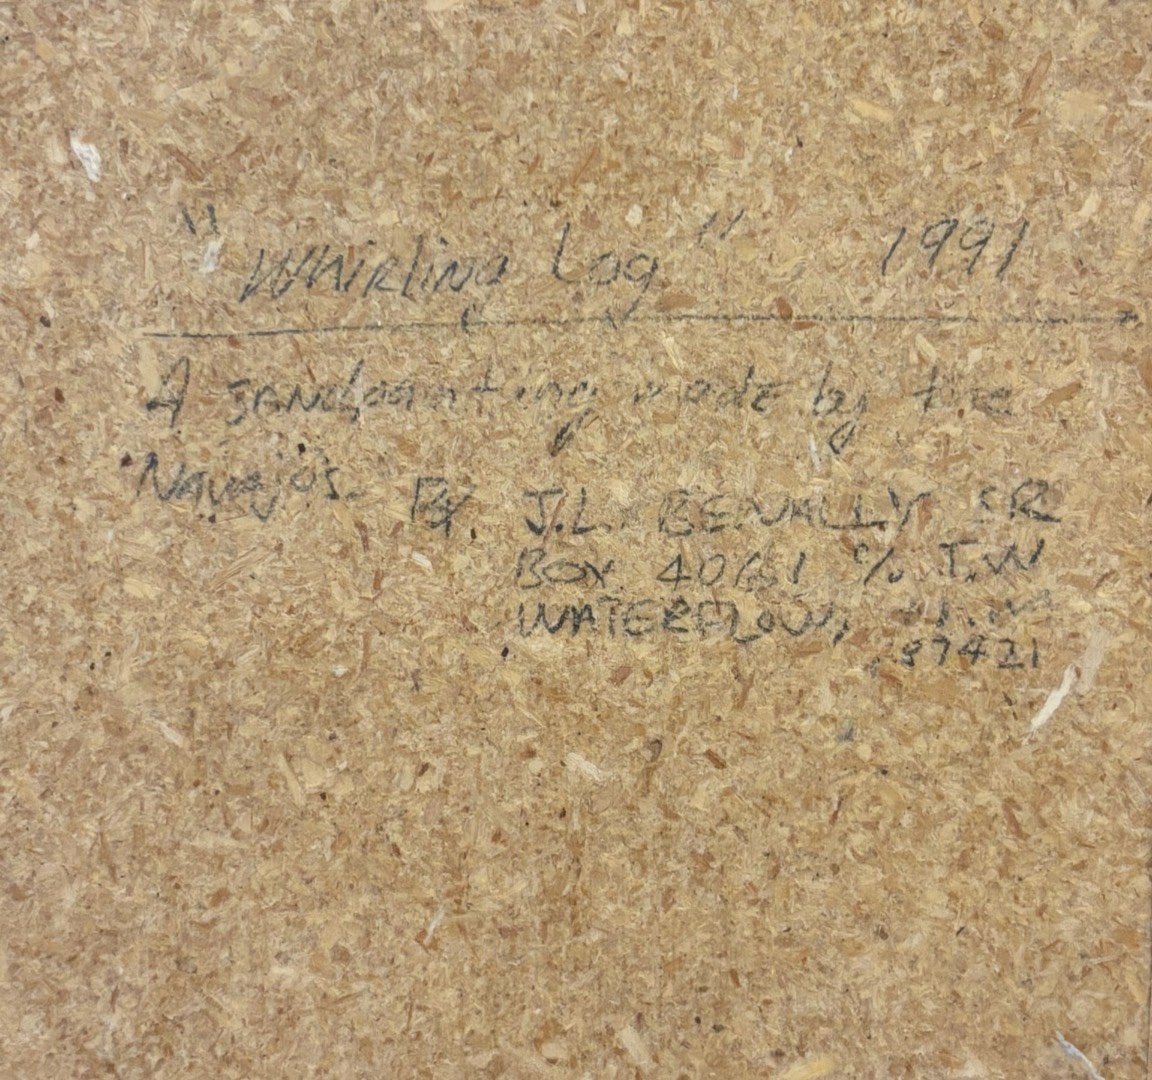 "Whirling Log" 1991
A sandpainting made by the
Navajos. By. J.L. BENALLY SR
BOX 4061 % T.W
WATERFLOW, N.M
87421